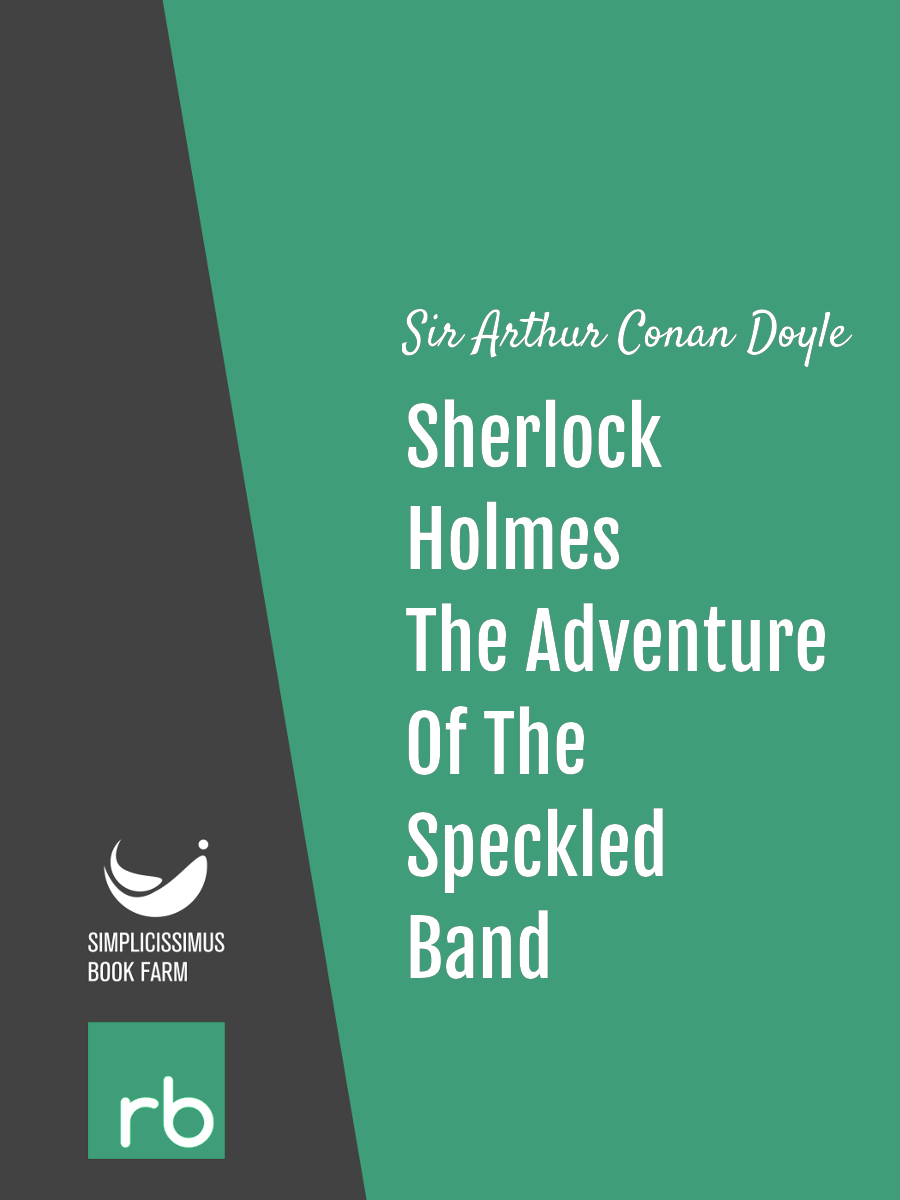 Sir Arthur Conan Doyle
Sherlock
Holmes
The Adventure
Of The
Speckled
Band
SIMPLICISSIMUS
BOOK FARM
rb